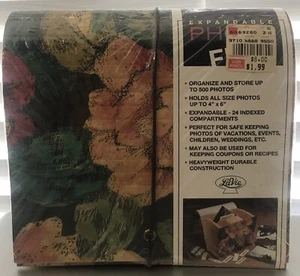 EXPANDABLE
PH
F
$6.00
$1.99
• ORGANIZE AND STORE UP
TO 500 PHOTOS
• HOLDS ALL SIZE PHOTOS
UP TO 4" x 6"
• EXPANDABLE - 24 INDEXED
COMPARTMENTS
• PERFECT FOR SAFE KEEPING
PHOTOS OF VACATIONS, EVENTS,
CHILDREN, WEDDINGS, ETC.
• MAY ALSO BE USED FOR
KEEPING COUPONS OR RECIPES
• HEAVYWEIGHT DURABLE
CONSTRUCTION